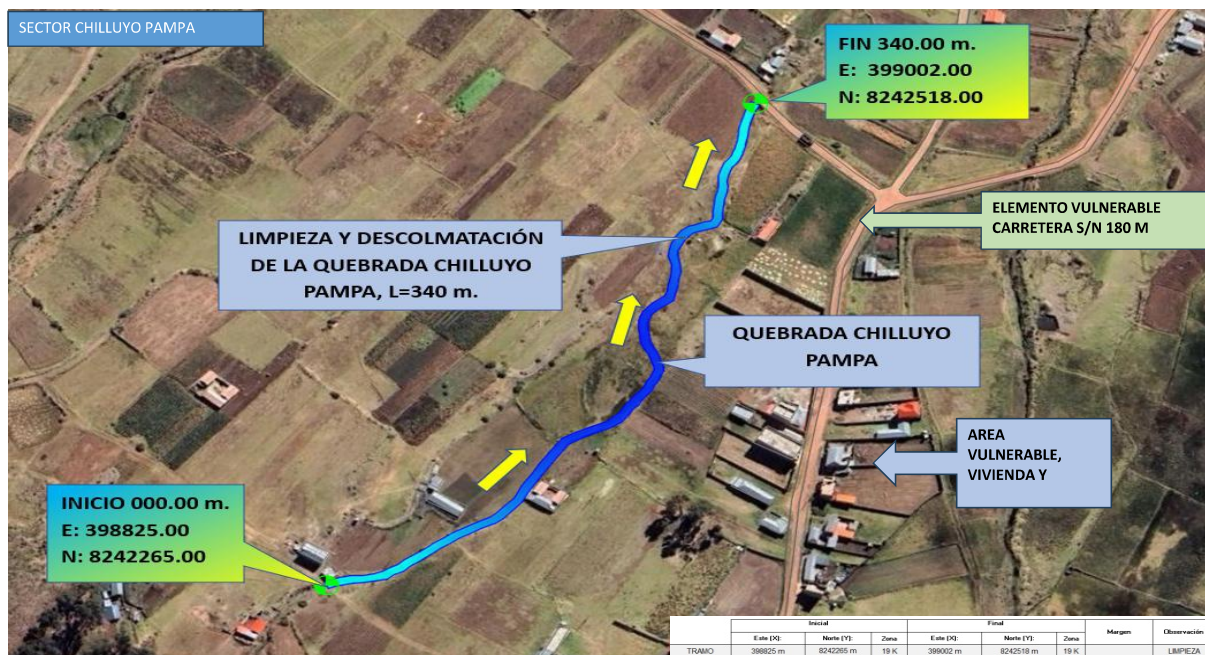 SECTOR CHILLUYO PAMPA
FIN 340.00 m.
E: 399002.00
N: 8242518.00
ELEMENTO VULNERABLE
CARRETERA S/N 180 M
LIMPIEZA Y DESCOLMATACIÓN
DE LA QUEBRADA CHILLUYO
PAMPA, L=340 m.
QUEBRADA CHILLUYO
PAMPA
AREA
VULNERABLE,
VIVIENDA Y
INICIO 000.00 m.
E: 398825.00
N: 8242265.00
Inicial Final Margen Observación
Este (X): Norte (Y): Zona Este (X): Norte (Y): Zona
TRAMO 398825 m 8242265 m 19 K 399002 m 8242518 m 19 K LIMPIEZA